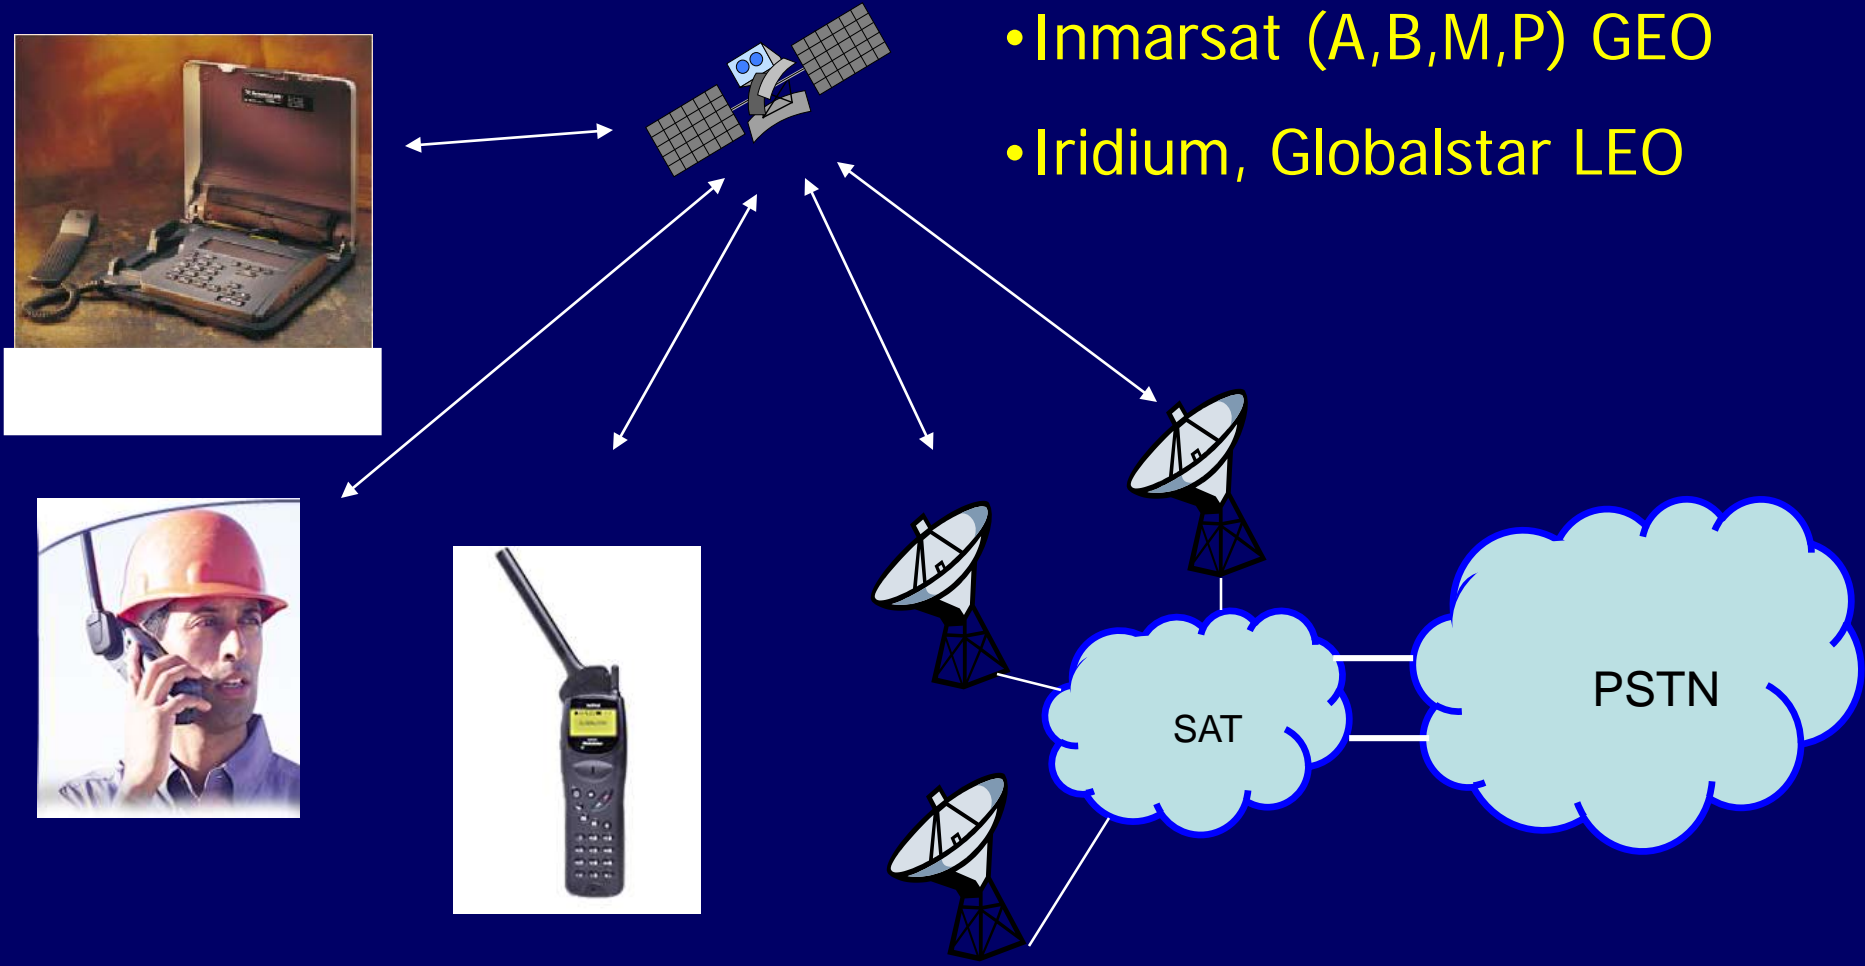 •Inmarsat (A,B,M,P) GEO
•Iridium, Globalstar LEO
SAT
PSTN